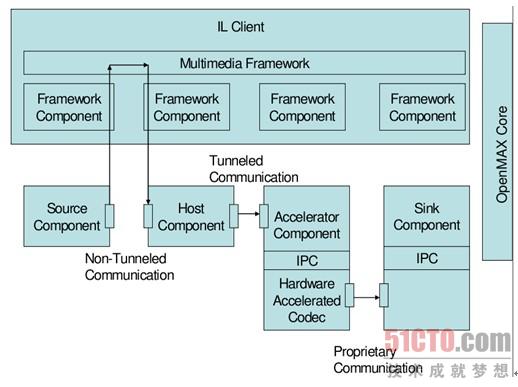 IL Client
Multimedia Framework
Framework
Component
Framework
Component
Framework
Component
Framework
Component
OpenMAX Core
Tunneled
Communication
Source
Component
Host
Component
Accelerator
Component
Sink
Component
Non-Tunneled
Communication
IPC
IPC
Hardware
Accelerated
Codec
Proprietary
Communication
51CTO.com
技术成就梦想